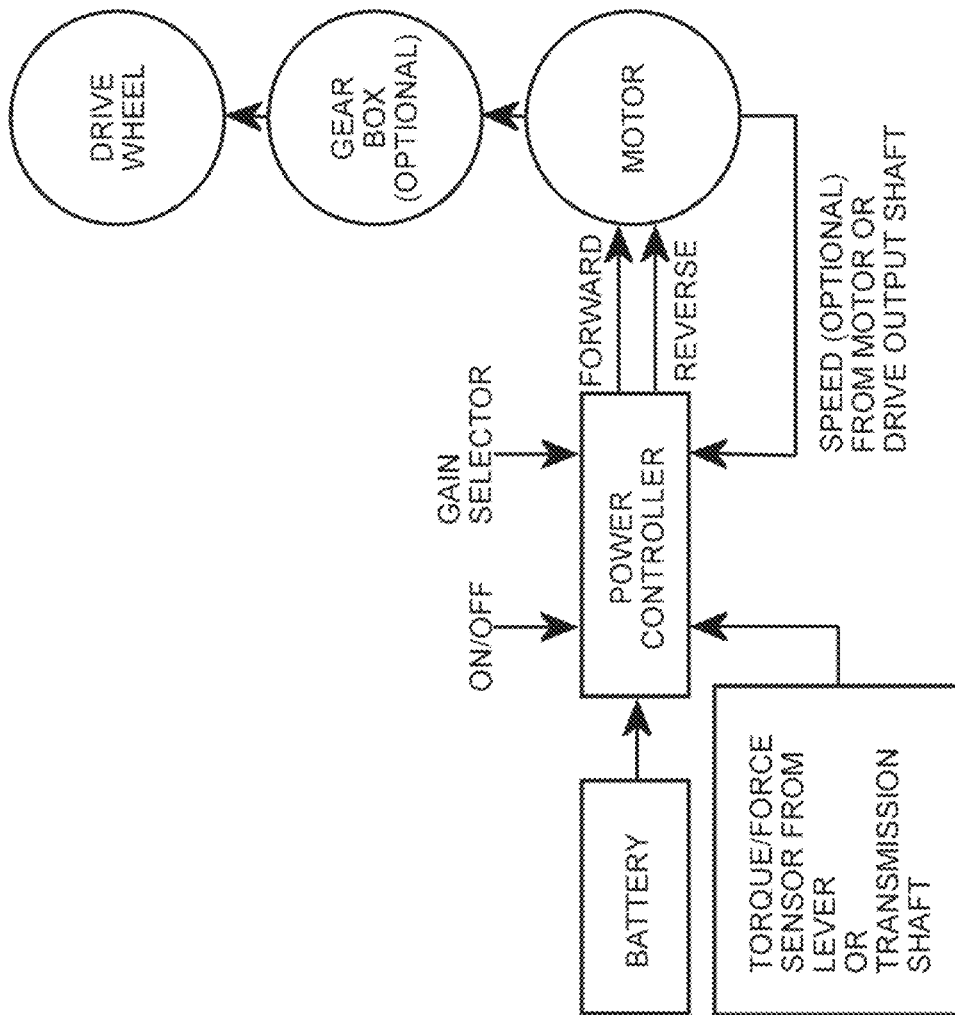 BATTERY
TORQUE/FORCE
SENSOR FROM
LEVER
OR
TRANSMISSION
SHAFT
ON/OFF
GAIN
SELECTOR
POWER
CONTROLLER
FORWARD
REVERSE
SPEED (OPTIONAL)
FROM MOTOR OR
DRIVE OUTPUT SHAFT
MOTOR
GEAR
BOX
(OPTIONAL)
DRIVE
WHEEL